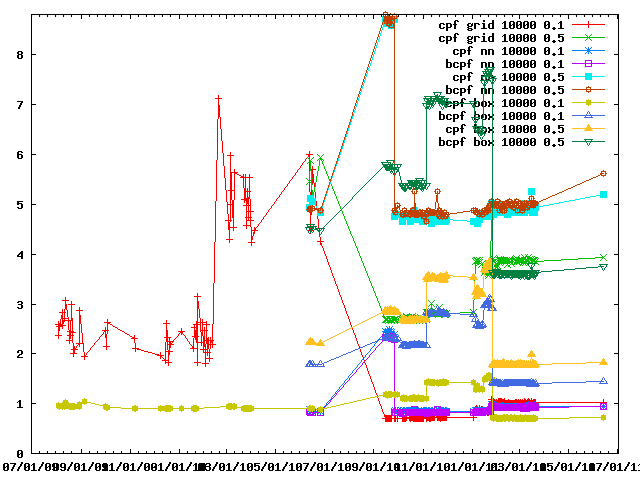 cpf grid 10000 0.1
cpf grid 10000 0.5
cpf nn 10000 0.1
bcpf nn 10000 0.1
cpf nn 10000 0.5
bcpf nn 10000 0.5
cpf box 10000 0.1
bcpf box 10000 0.1
cpf box 10000 0.5
bcpf box 10000 0.5
8
7
6
5
4
3
2
1
0
07/01/09